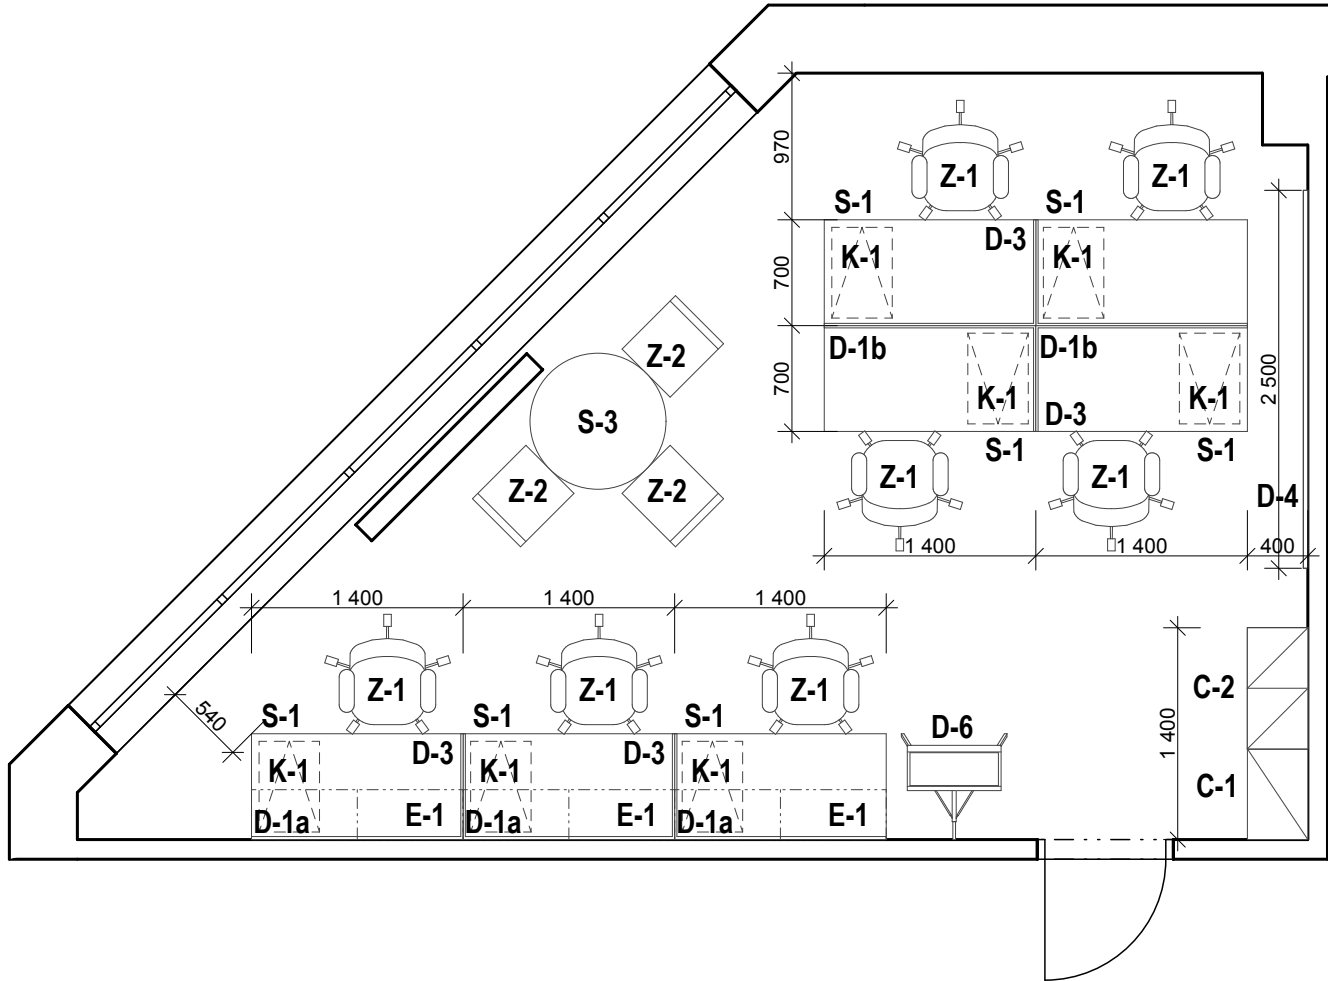 970
Z-1 Z-1
S-1 S-1
D-3
K-1 K-1
700
D-1b D-1b
700
2 500
Z-2
K-1 K-1
D-3
S-3
S-1 S-1
Z-1 Z-1
Z-2 Z-2
D-4
1 400 1 400 400
1 400 1 400 1 400
Z-1 Z-1 Z-1
C-2
540
S-1 S-1 S-1
D-6
1 400
D-3 D-3
K-1 K-1 K-1
C-1
D-1a E-1 D-1a E-1 D-1a E-1